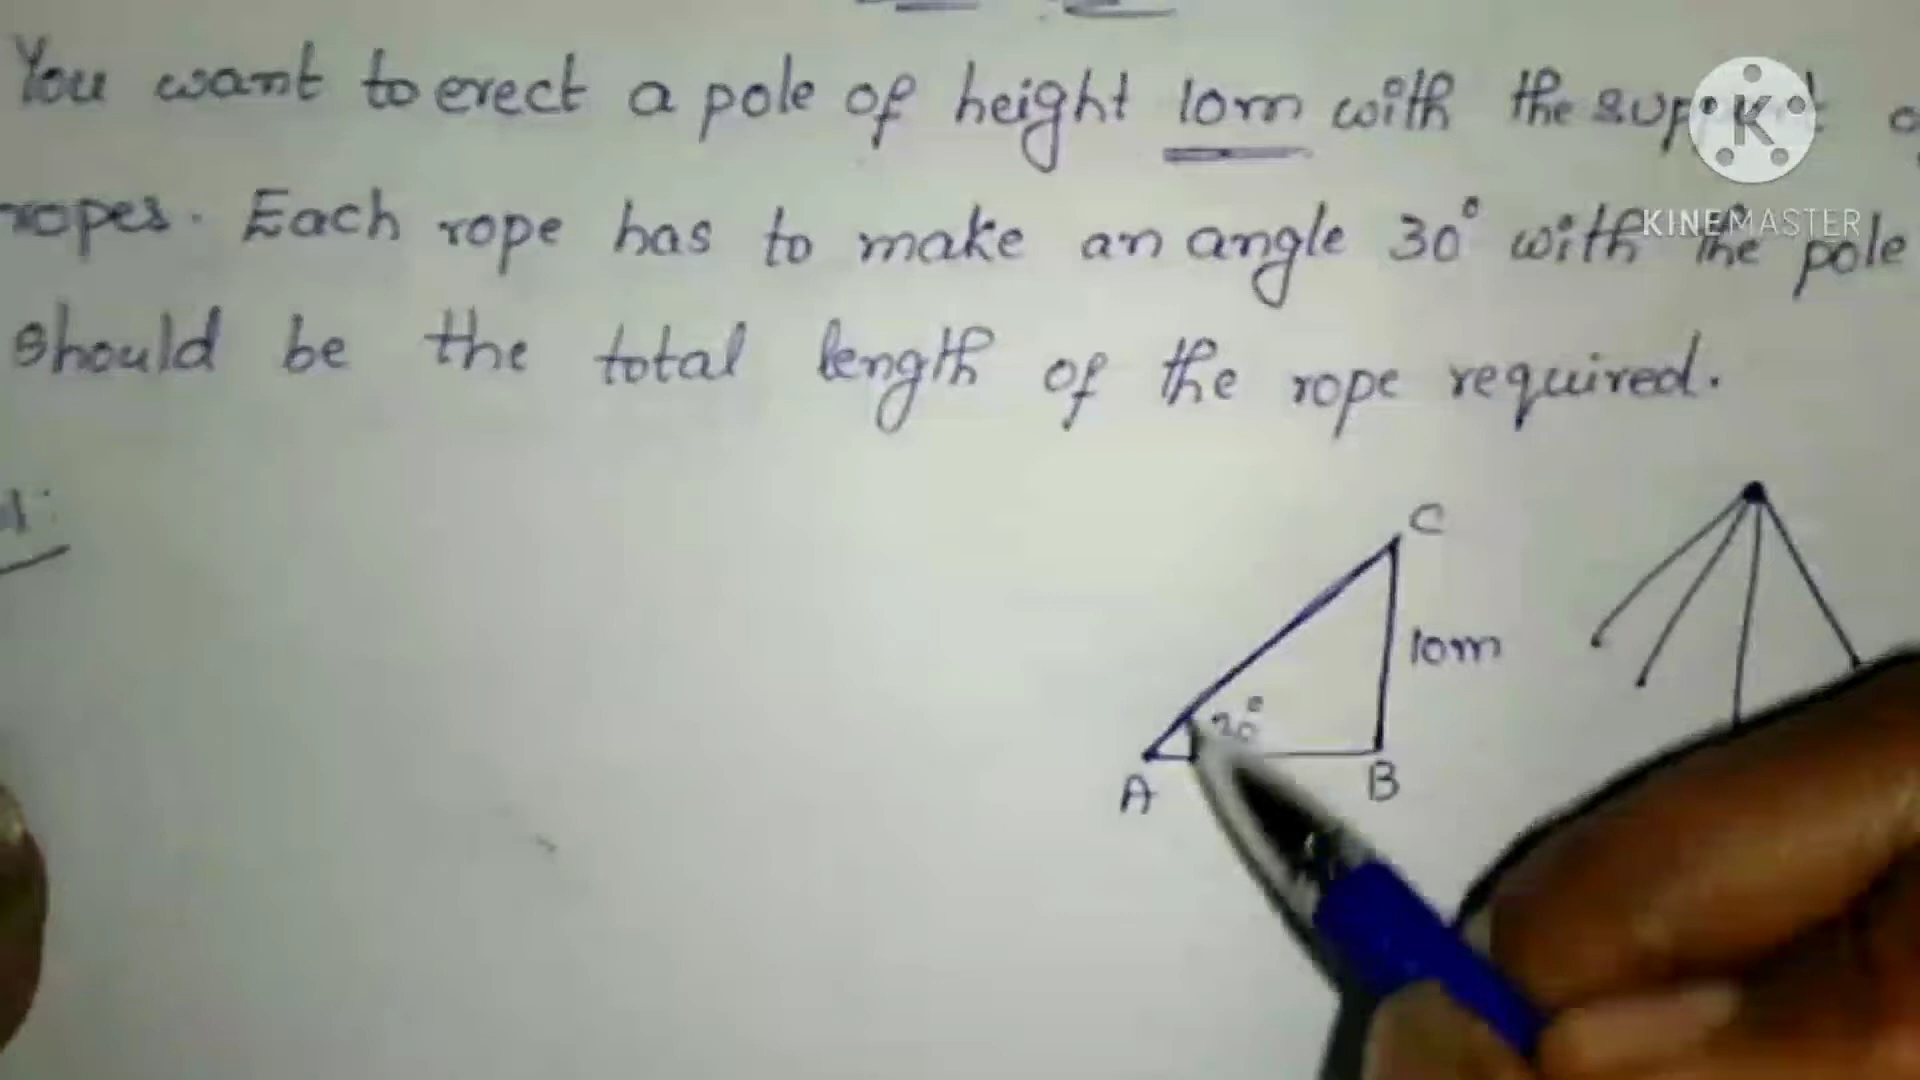 You want to erect a pole of height 10m with the
ropes. Each rope has to make an angle 30° with the pole
should be the total length of the rope required.
C
10m
30°
A
B
K
KINEMASTER